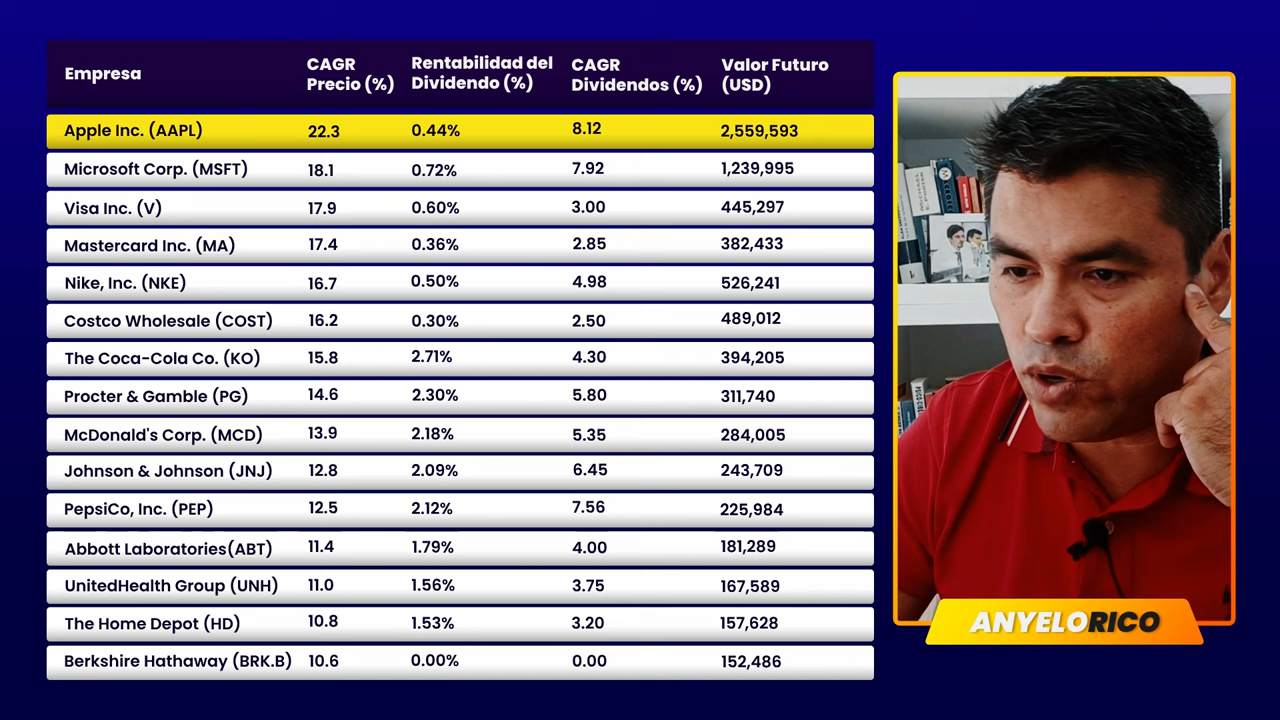 Empresa CAGR Precio (%) Rentabilidad del Dividendo (%) CAGR Dividendos (%) Valor Futuro (USD)
Apple Inc. (AAPL) 22.3 0.44% 8.12 2,559,593
Microsoft Corp. (MSFT) 18.1 0.72% 7.92 1,239,995
Visa Inc. (V) 17.9 0.60% 3.00 445,297
Mastercard Inc. (MA) 17.4 0.36% 2.85 382,433
Nike, Inc. (NKE) 16.7 0.50% 4.98 526,241
Costco Wholesale (COST) 16.2 0.30% 2.50 489,012
The Coca-Cola Co. (KO) 15.8 2.71% 4.30 394,205
Procter & Gamble (PG) 14.6 2.30% 5.80 311,740
McDonald's Corp. (MCD) 13.9 2.18% 5.35 284,005
Johnson & Johnson (JNJ) 12.8 2.09% 6.45 243,709
PepsiCo, Inc. (PEP) 12.5 2.12% 7.56 225,984
Abbott Laboratories(ABT) 11.4 1.79% 4.00 181,289
UnitedHealth Group (UNH) 11.0 1.56% 3.75 167,589
The Home Depot (HD) 10.8 1.53% 3.20 157,628
Berkshire Hathaway (BRK.B) 10.6 0.00% 0.00 152,486
ANYELORICO